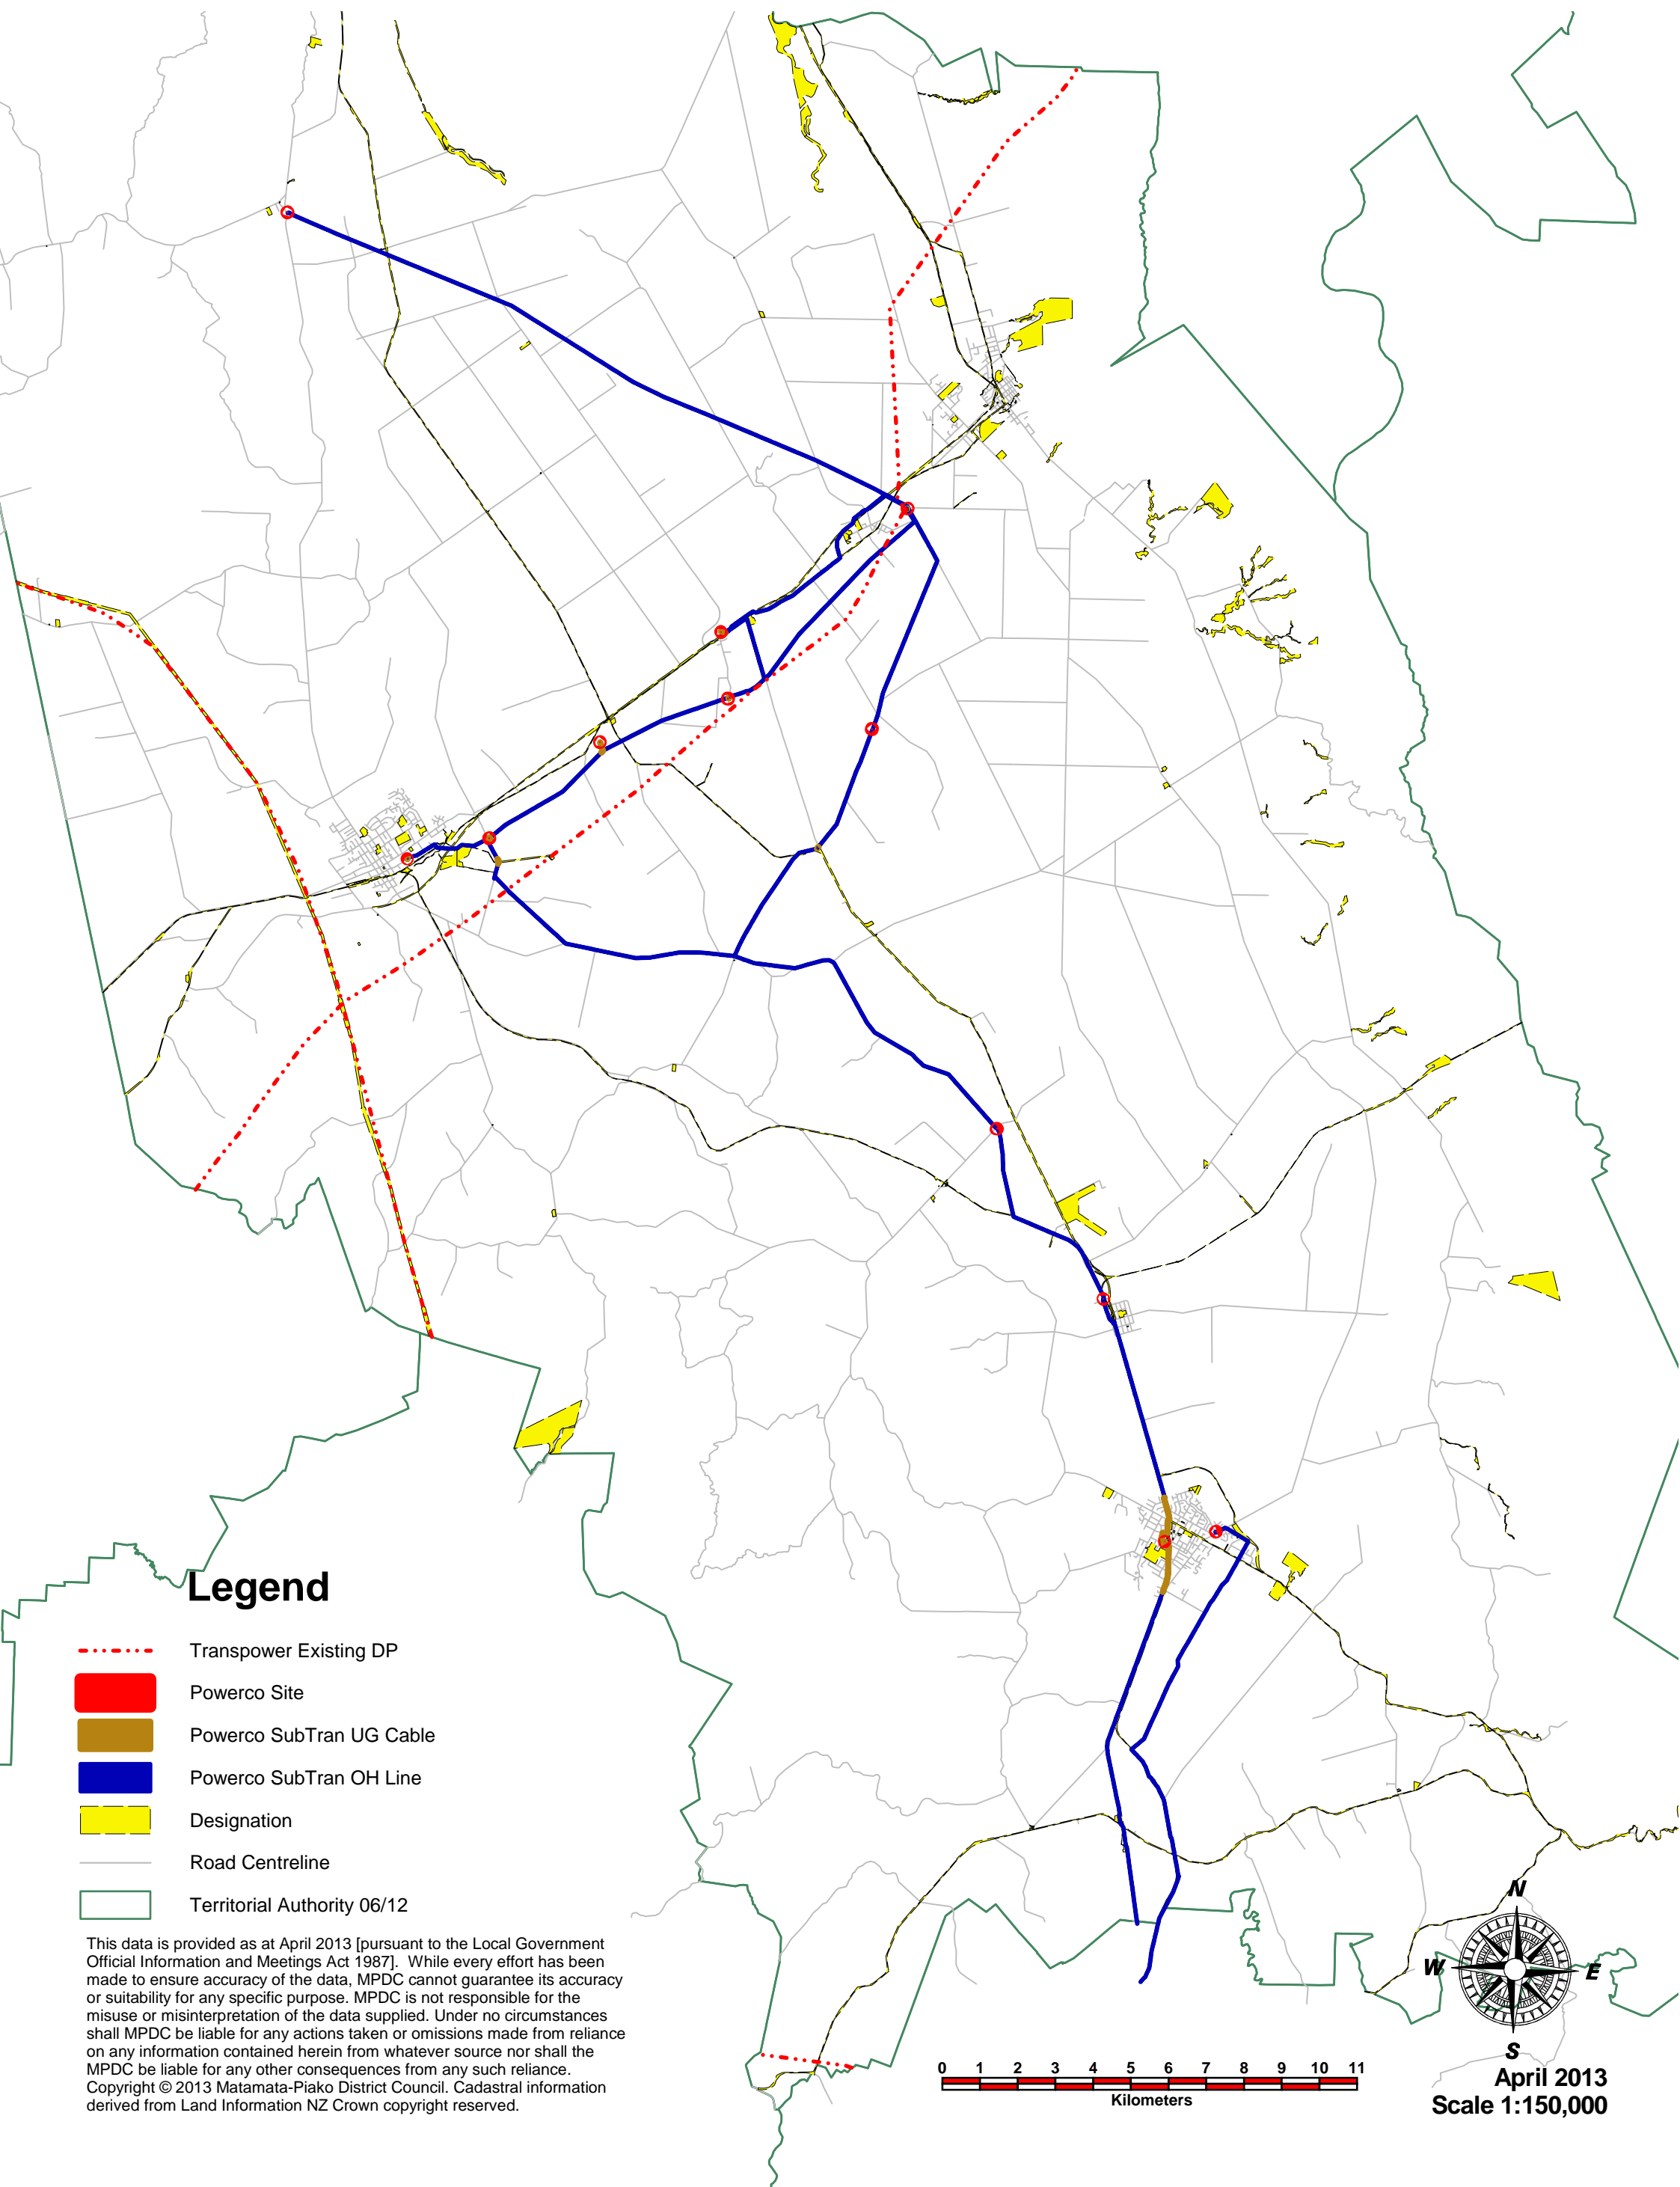 Legend
Transpower Existing DP
Powerco Site
Powerco SubTran UG Cable
Powerco SubTran OH Line
Designation
Road Centreline
Territorial Authority 06/12
This data is provided as at April 2013 [pursuant to the Local Government
Official Information and Meetings Act 1987].  While every effort has been
made to ensure accuracy of the data, MPDC cannot guarantee its accuracy
or suitability for any specific purpose. MPDC is not responsible for the
misuse or misinterpretation of the data supplied. Under no circumstances
shall MPDC be liable for any actions taken or omissions made from reliance
on any information contained herein from whatever source nor shall the
MPDC be liable for any other consequences from any such reliance.
Copyright © 2013 Matamata-Piako District Council. Cadastral information
derived from Land Information NZ Crown copyright reserved.
0 1 2 3 4 5 6 7 8 9 10 11
Kilometers
N
W E
S
April 2013
Scale 1:150,000